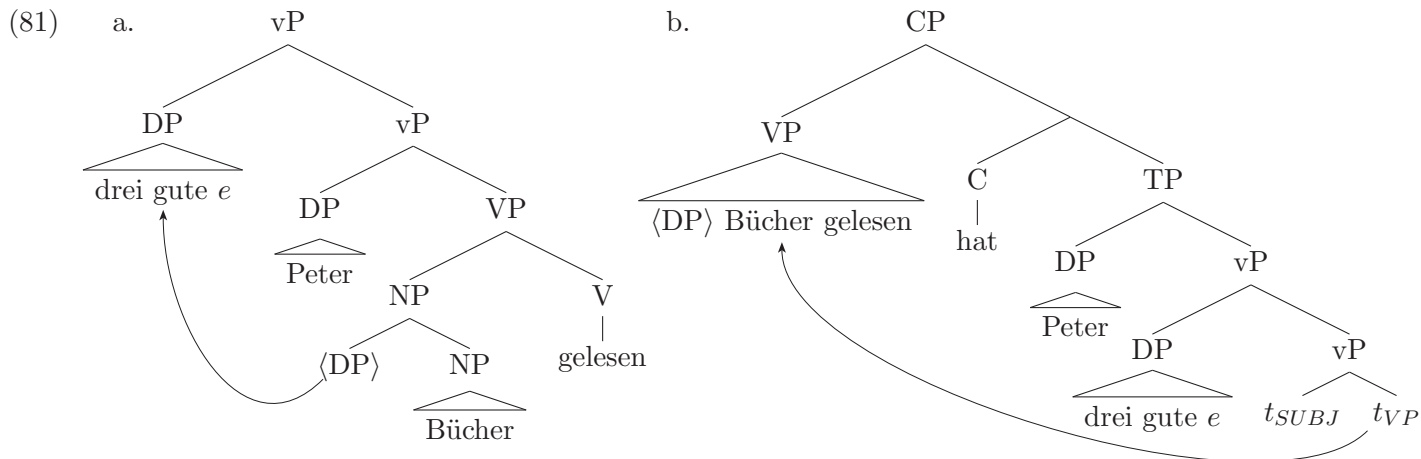 (81) a. vP b. CP
DP vP VP
drei gute e DP VP C TP
⟨DP⟩ Bücher gelesen hat
Peter NP V DP vP
⟨DP⟩ NP gelesen Peter DP vP
Bücher drei gute e t_SUBJ t_VP